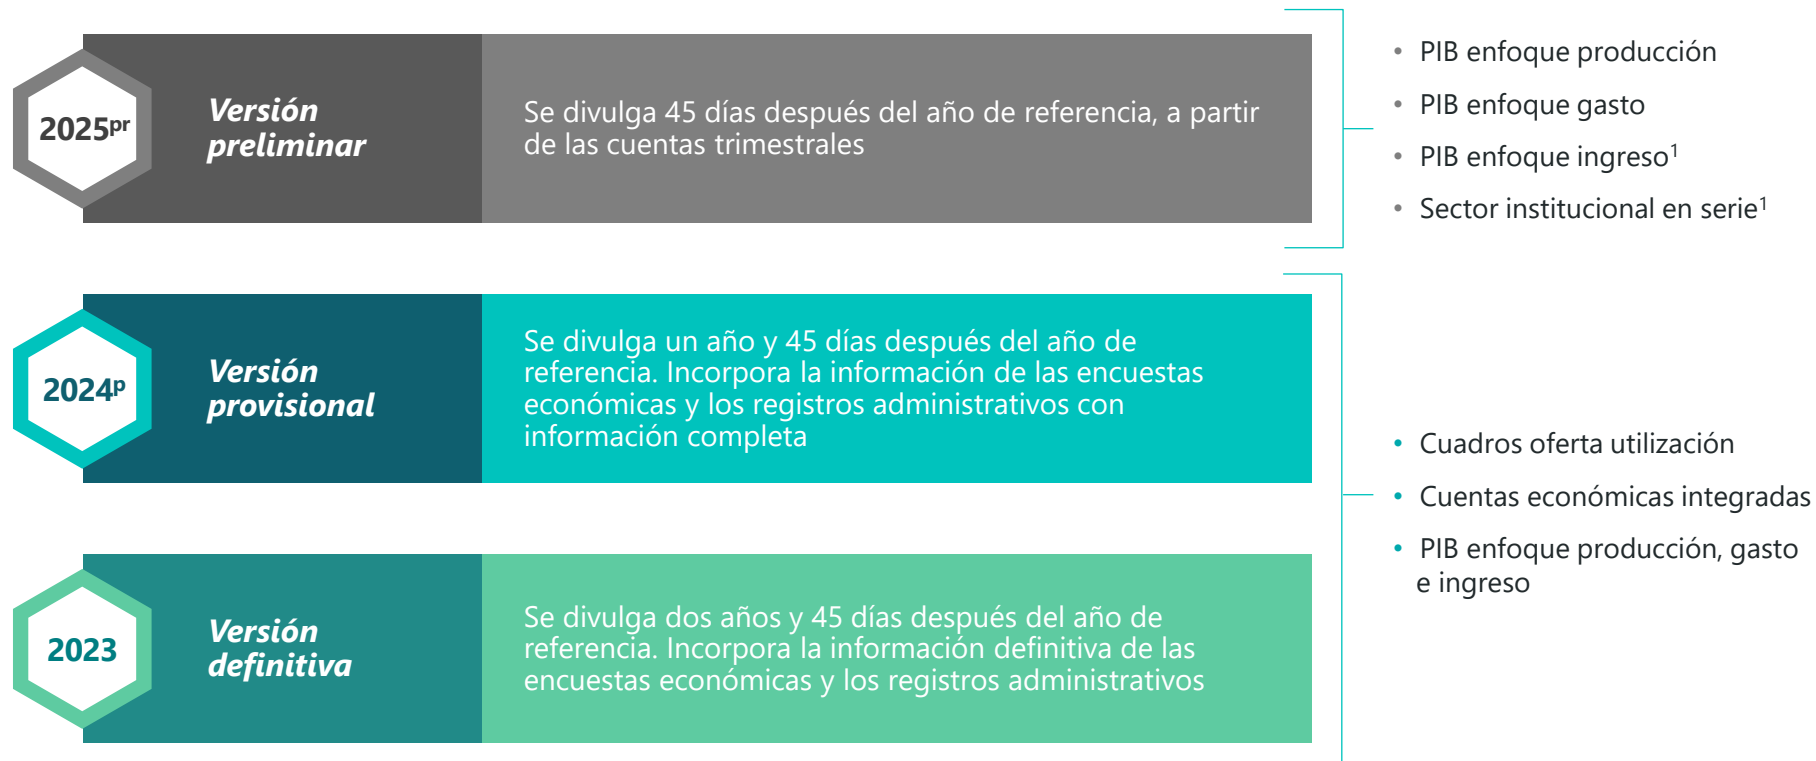 2025ᵖʳ
Versión
preliminar
Se divulga 45 días después del año de referencia, a partir
de las cuentas trimestrales
• PIB enfoque producción
• PIB enfoque gasto
• PIB enfoque ingreso¹
• Sector institucional en serie¹
2024ᵖ
Versión
provisional
Se divulga un año y 45 días después del año de
referencia. Incorpora la información de las encuestas
económicas y los registros administrativos con
información completa
2023
Versión
definitiva
Se divulga dos años y 45 días después del año de
referencia. Incorpora la información definitiva de las
encuestas económicas y los registros administrativos
• Cuadros oferta utilización
• Cuentas económicas integradas
• PIB enfoque producción, gasto
e ingreso